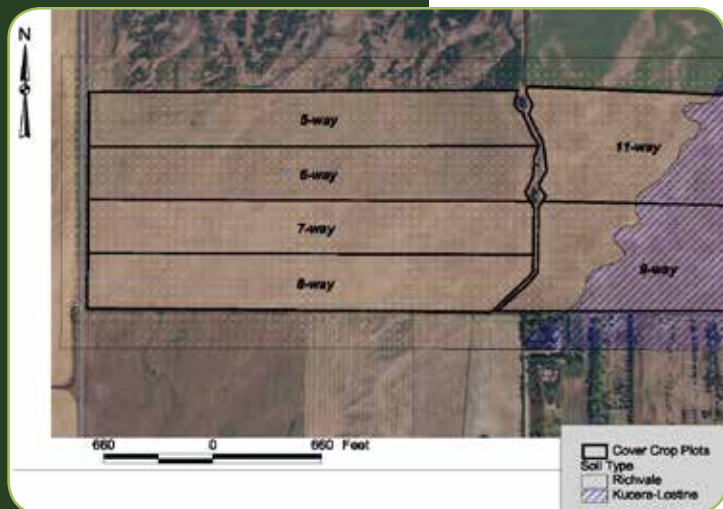 N
5-way
6-way
11-way
7-way
9-way
8-way
660 0 660 Feet
Cover Crop Plots
Soil Type
Richvale
Kucera-Lostine